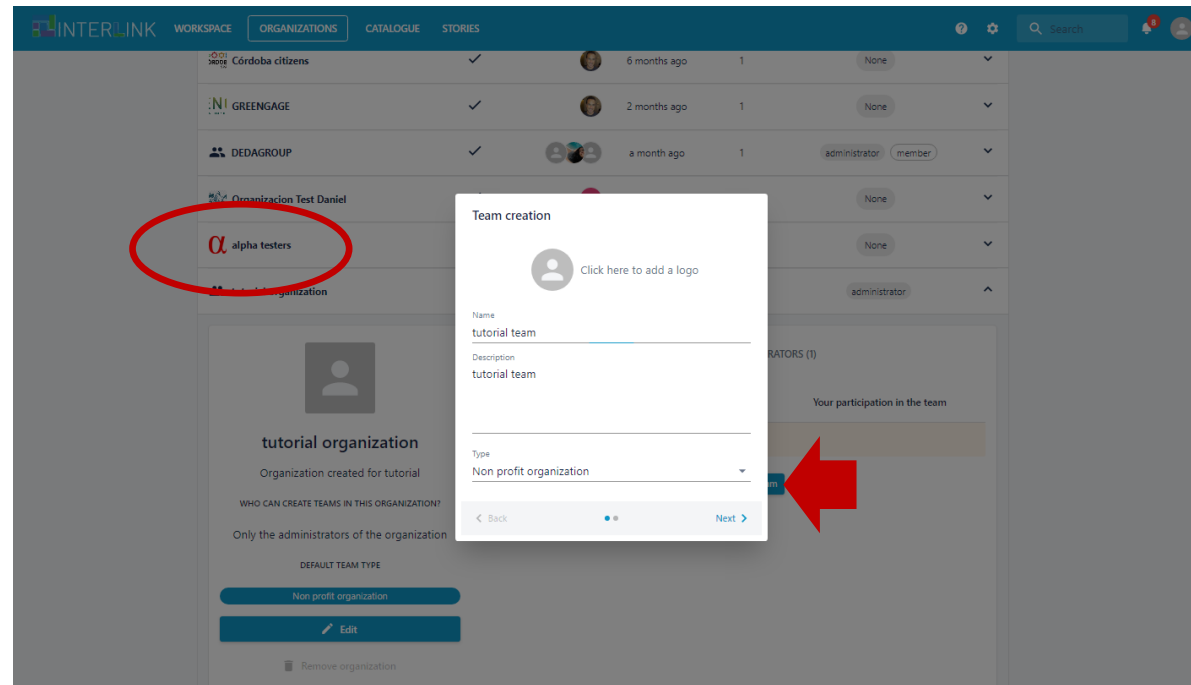 INTERLINK WORKSPACE ORGANIZATIONS CATALOGUE STORIES Search 8
Córdoba citizens 6 months ago 1 None
GREENGAGE 2 months ago 1 None
DEDAGROUP a month ago 1 administrator member
Organizacion Test Daniel None
alpha testers None
organization administrator
Team creation
Click here to add a logo
Name
tutorial team
Description
tutorial team
Type
Non profit organization
Back Next
RATORS (1)
Your participation in the team
m
tutorial organization
Organization created for tutorial
WHO CAN CREATE TEAMS IN THIS ORGANIZATION?
Only the administrators of the organization
DEFAULT TEAM TYPE
Non profit organization
Edit
Remove organization